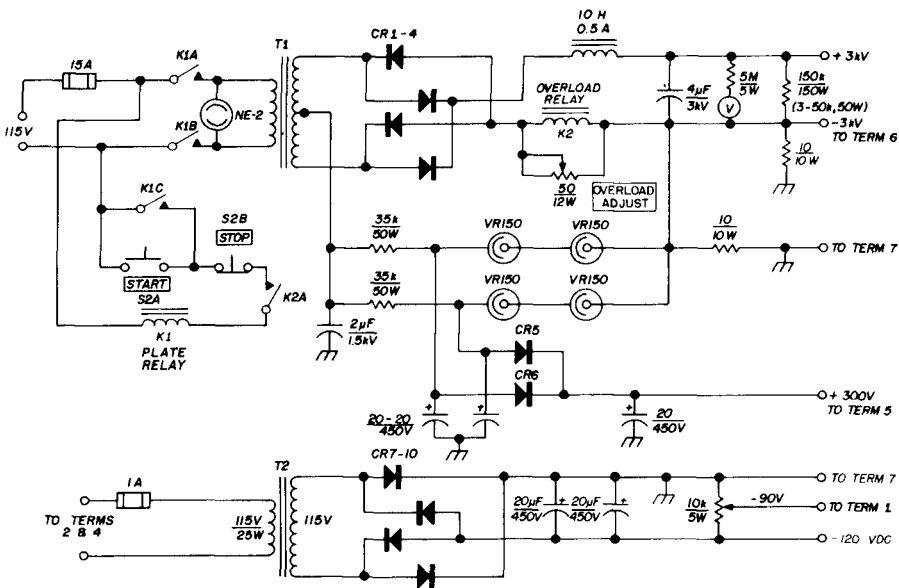 CR1-4
10 H
0.5 A
T1
15A
K1A
+ 3kV
OVERLOAD
RELAY
K2
4μF
3kV
5M
5W
V
150k
150W
(3-50k,50W)
NE-2
115V
K1B
-3kV
TO TERM 6
50
12W
OVERLOAD
ADJUST
10
10W
K1C
S2B
STOP
35k
50W
VR150
VR150
10
10W
TO TERM 7
START
S2A
K2A
35k
50W
VR150
VR150
K1
PLATE
RELAY
2μF
1.5kV
CR5
CR6
+ 300V
TO TERM 5
20-20
450V
20
450V
T2
CR7-10
1A
TO TERM 7
TO TERMS
2 & 4
115V
25W
115V
20μF
450V
20μF
450V
10k
5W
-90V
TO TERM 1
-120 VDC